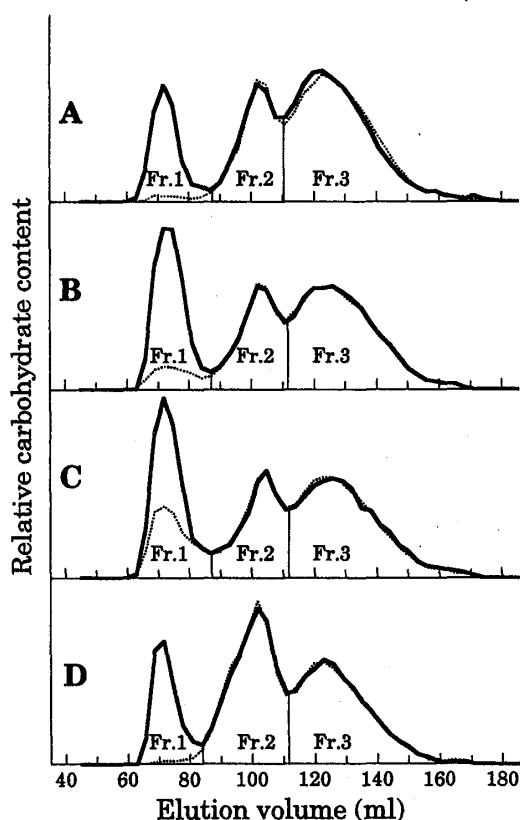 Relative carbohydrate content
A
Fr.1 Fr.2 Fr.3
B
Fr.1 Fr.2 Fr.3
C
Fr.1 Fr.2 Fr.3
D
Fr.1 Fr.2 Fr.3
40 60 80 100 120 140 160 180
Elution volume (ml)